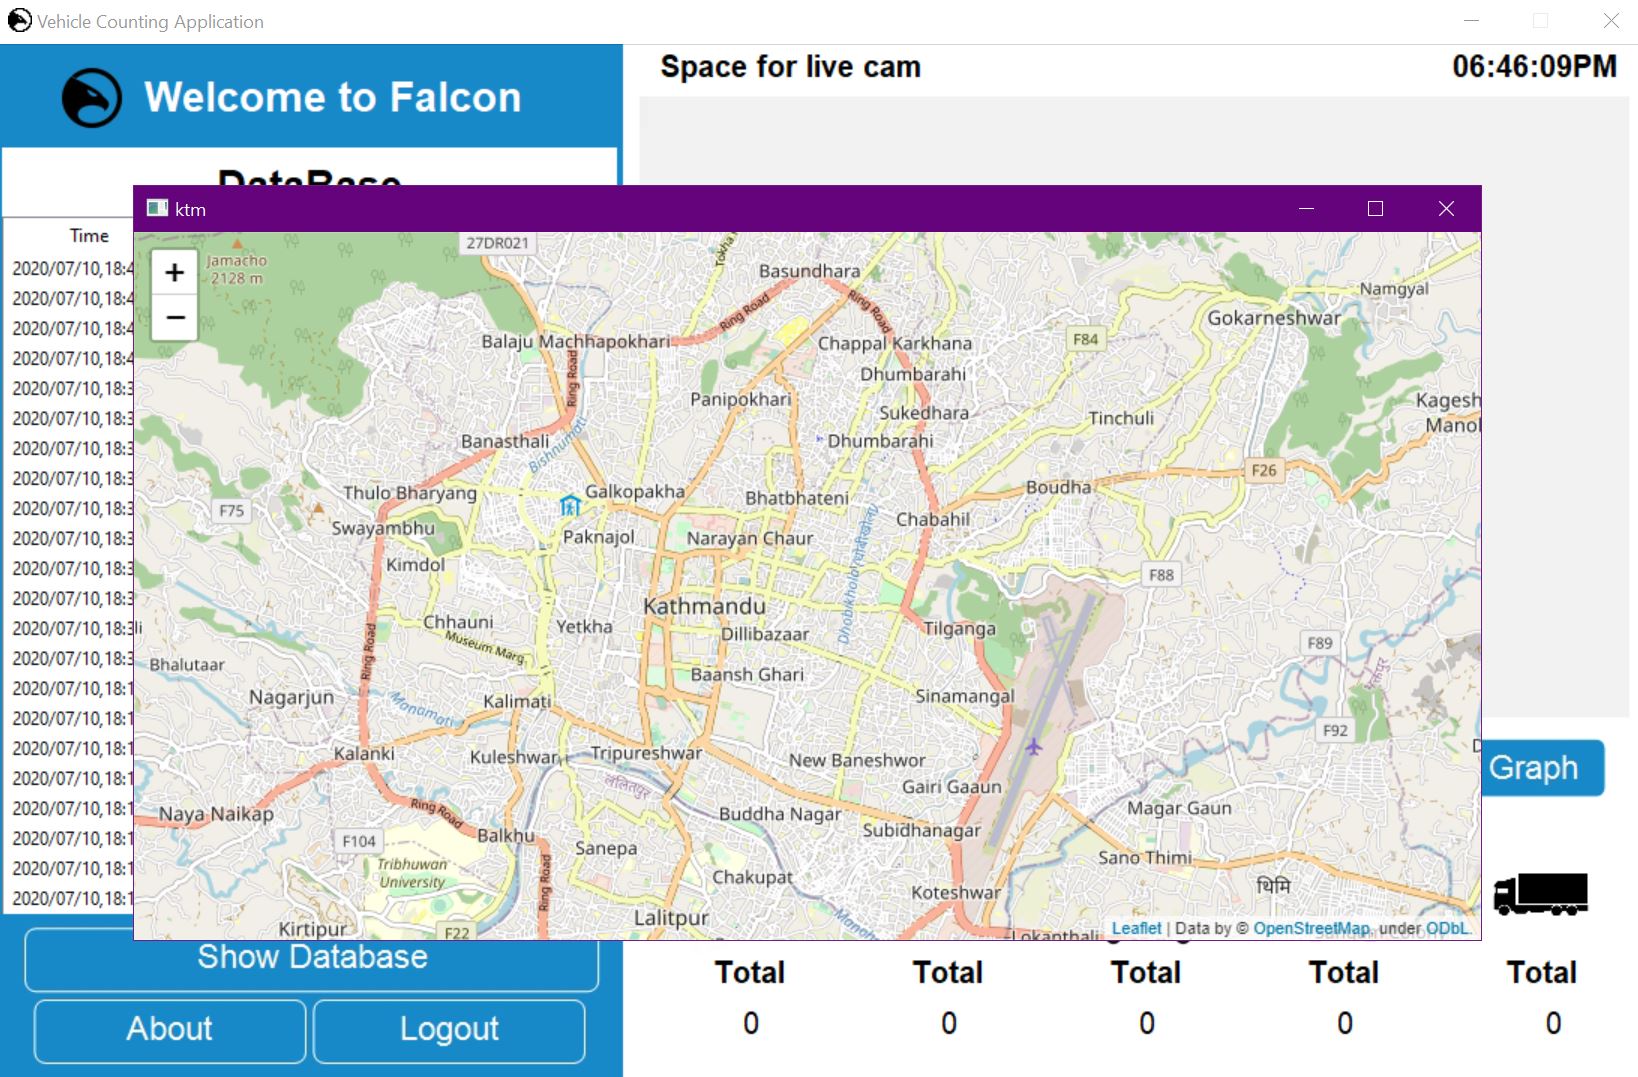 Vehicle Counting Application
Welcome to Falcon
Space for live cam
06:46:09PM
DataBase
Time
2020/07/10,18:4
2020/07/10,18:4
2020/07/10,18:4
2020/07/10,18:4
2020/07/10,18:3
2020/07/10,18:3
2020/07/10,18:3
2020/07/10,18:3
2020/07/10,18:3
2020/07/10,18:3
2020/07/10,18:3
2020/07/10,18:3
2020/07/10,18:3
2020/07/10,18:3
2020/07/10,18:1
2020/07/10,18:1
2020/07/10,18:1
2020/07/10,18:1
2020/07/10,18:1
2020/07/10,18:1
2020/07/10,18:1
2020/07/10,18:1
ktm
+
−
Jamacho
2128 m
27DR021
Tokha
Basundhara
Ring Road
Ring Road
Namgyal
Gokarneshwar
Balaju Machhapokhari
Chappal Karkhana
F84
Ring Road
Dhumbarahi
Panipokhari
Sukedhara
Tinchuli
Kagesh
Manol
Banasthali
Bishnumati
Dhumbarahi
F26
Thulo Bharyang
Galkopakha
Bhatbhateni
Boudha
F75
Swayambhu
Paknajol
Narayan Chaur
Chabahil
Kimdol
F88
Kathmandu
Chhauni
Yetkha
Dillibazaar
Tilganga
Museum Marg
F89
Ring Road
Bhalutaar
Baansh Ghari
Nagarjun
Kalimati
Sinamangal
Manamati
F92
Kalanki
Kuleshwar
Tripureshwar
New Baneshwor
Gairi Gaaun
ललितपुर
Naya Naikap
Ring Road
Buddha Nagar
Magar Gaun
F104
Balkhu
Sanepa
Subidhanagar
Tribhuwan
University
Ring Road
Chakupat
Sano Thimi
थिमि
Koteshwar
Lalitpur
Kirtipur
F22
Lokanthali
Leaflet | Data by © OpenStreetMap, under ODbL.
Graph
Show Database
About
Logout
Total
Total
Total
Total
Total
0
0
0
0
0